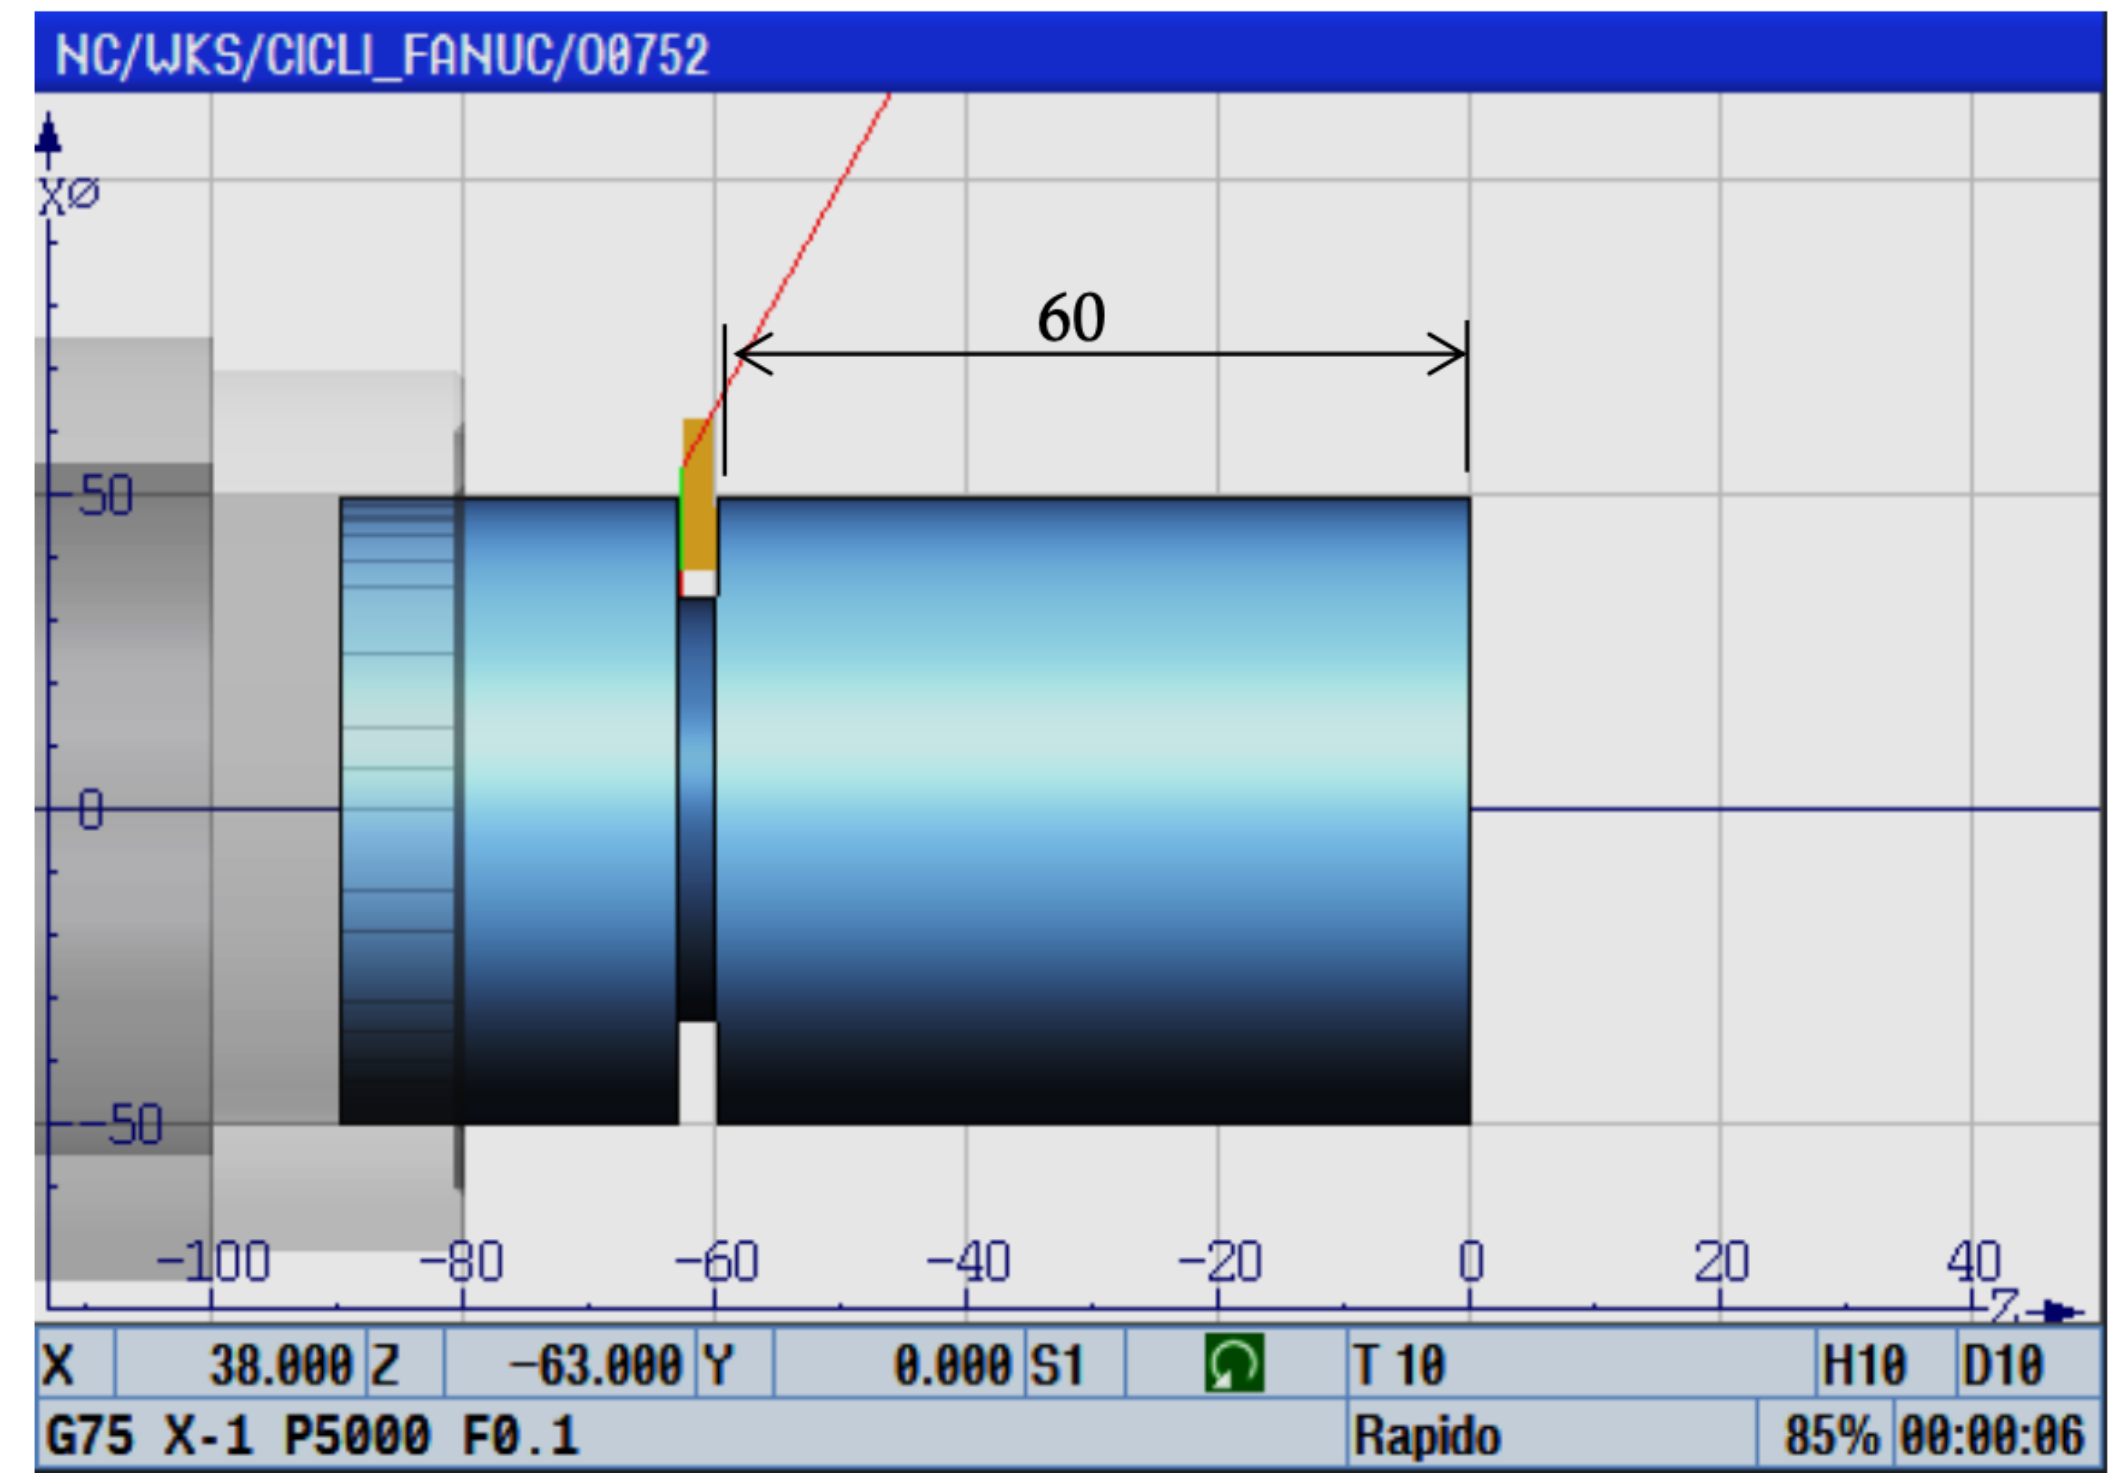 NC/WKS/CICLI_FANUC/O0752
XØ
60
50
0
-50
-100 -80 -60 -40 -20 0 20 40
Z
X 38.000 Z -63.000 Y 0.000 S1 T 10 H10 D10
G75 X-1 P5000 F0.1 Rapido 85% 00:00:06